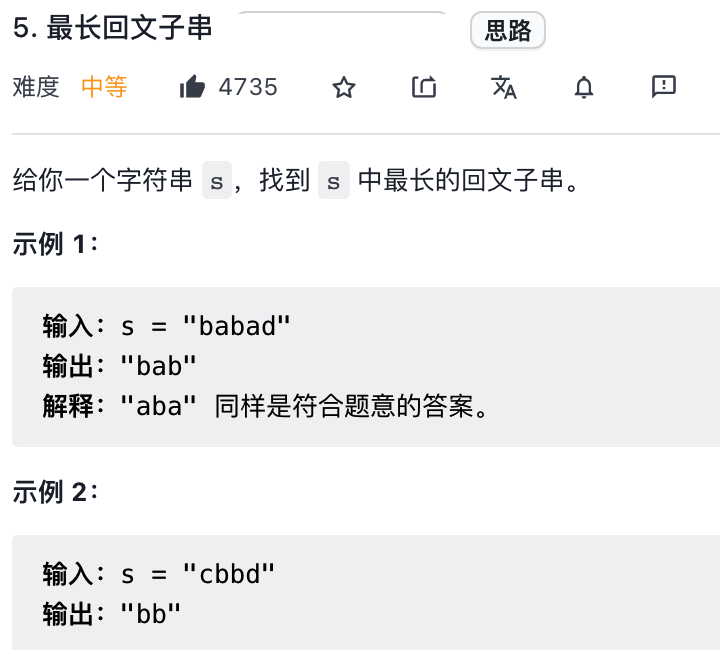 5. 最长回文子串 思路
难度 中等 4735
给你一个字符串 s，找到 s 中最长的回文子串。
示例 1：
输入：s = "babad"
输出："bab"
解释："aba" 同样是符合题意的答案。
示例 2：
输入：s = "cbbd"
输出："bb"